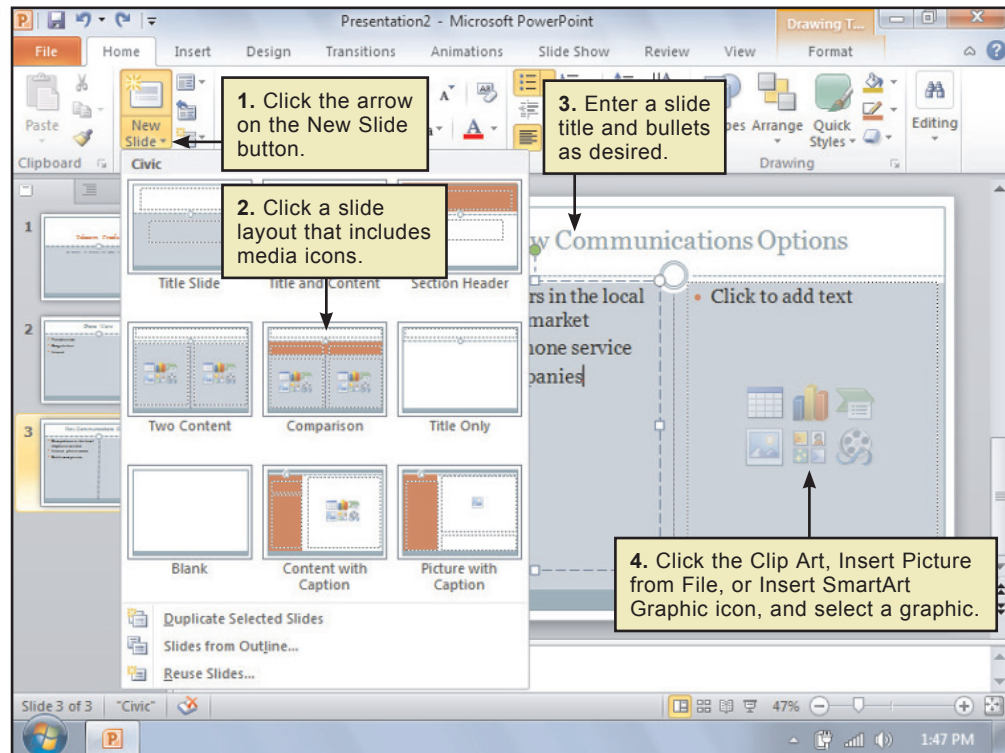 Presentation2 - Microsoft PowerPoint
Drawing T...
File Home Insert Design Transitions Animations Slide Show Review View Format
Paste
New Slide
Arrange
Quick Styles
Editing
Clipboard
Drawing
1. Click the arrow
on the New Slide
button.
3. Enter a slide
title and bullets
as desired.
Civic
2. Click a slide
layout that includes
media icons.
Title Slide
Title and Content
Section Header
Two Content
Comparison
Title Only
Blank
Content with
Caption
Picture with
Caption
Duplicate Selected Slides
Slides from Outline...
Reuse Slides...
1
2
3
Communications Options
in the local
market
service
• Click to add text
4. Click the Clip Art, Insert Picture
from File, or Insert SmartArt
Graphic icon, and select a graphic.
Slide 3 of 3
"Civic"
47%
1:47 PM